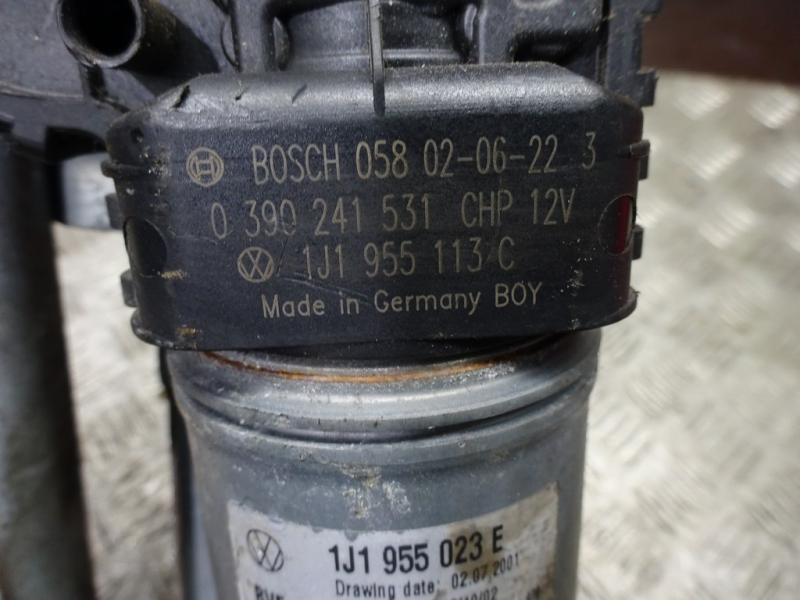 BOSCH 058 02-06-22 3
0 390 241 531 CHP 12V
1J1 955 113 C
Made in Germany BOY
1J1 955 023 E
Drawing date: 02.07.2001